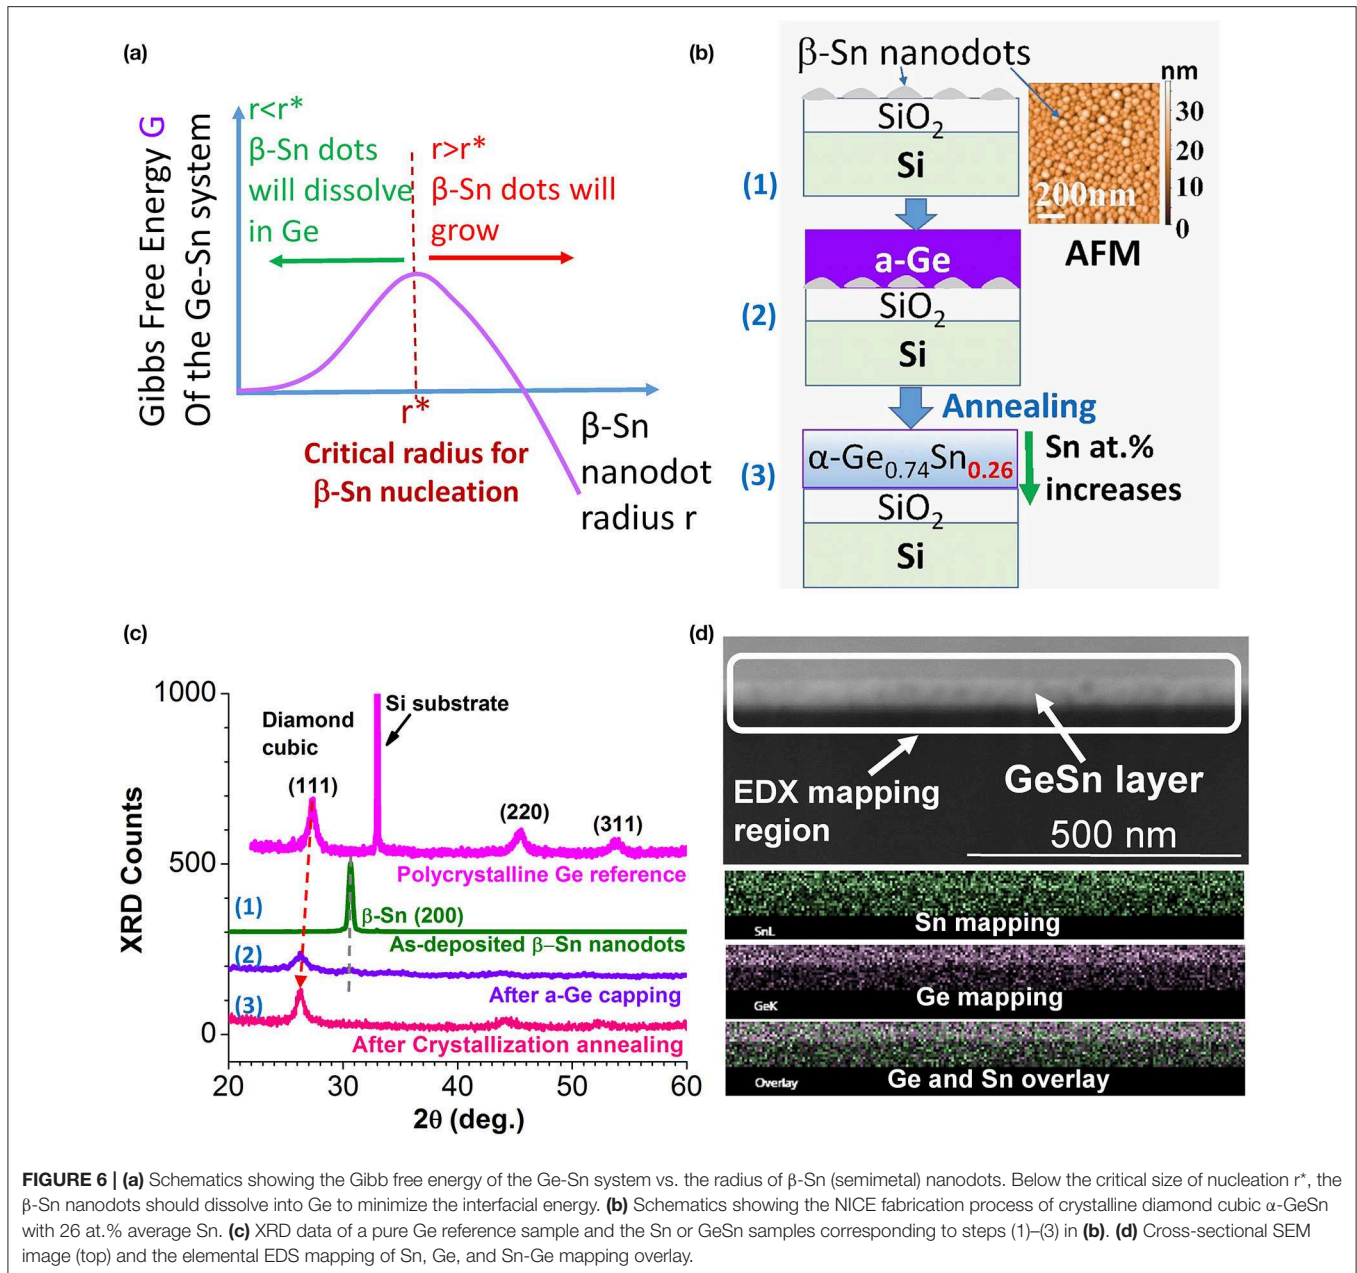 (a)
Gibbs Free Energy G
Of the Ge-Sn system
r<r*
β-Sn dots
will dissolve
in Ge
r>r*
β-Sn dots will
grow
r*
Critical radius for
β-Sn nucleation
β-Sn
nanodot
radius r
(b)
β-Sn nanodots
SiO2
Si
(1)
nm
30
20
10
0
200nm
AFM
a-Ge
SiO2
Si
(2)
Annealing
α-Ge0.74Sn0.26
SiO2
Si
(3)
Sn at.%
increases
(c)
XRD Counts
1000
500
0
Diamond
cubic
(111)
Si substrate
(220)
(311)
Polycrystalline Ge reference
(1)
β-Sn (200)
As-deposited β–Sn nanodots
(2)
After a-Ge capping
(3)
After Crystallization annealing
20
30
40
50
60
2θ (deg.)
(d)
EDX mapping
region
GeSn layer
500 nm
Sn mapping
SnL
Ge mapping
GeK
Ge and Sn overlay
Overlay
FIGURE 6 | (a) Schematics showing the Gibb free energy of the Ge-Sn system vs. the radius of β-Sn (semimetal) nanodots. Below the critical size of nucleation r*, the
β-Sn nanodots should dissolve into Ge to minimize the interfacial energy. (b) Schematics showing the NICE fabrication process of crystalline diamond cubic α-GeSn
with 26 at.% average Sn. (c) XRD data of a pure Ge reference sample and the Sn or GeSn samples corresponding to steps (1)–(3) in (b). (d) Cross-sectional SEM
image (top) and the elemental EDS mapping of Sn, Ge, and Sn-Ge mapping overlay.